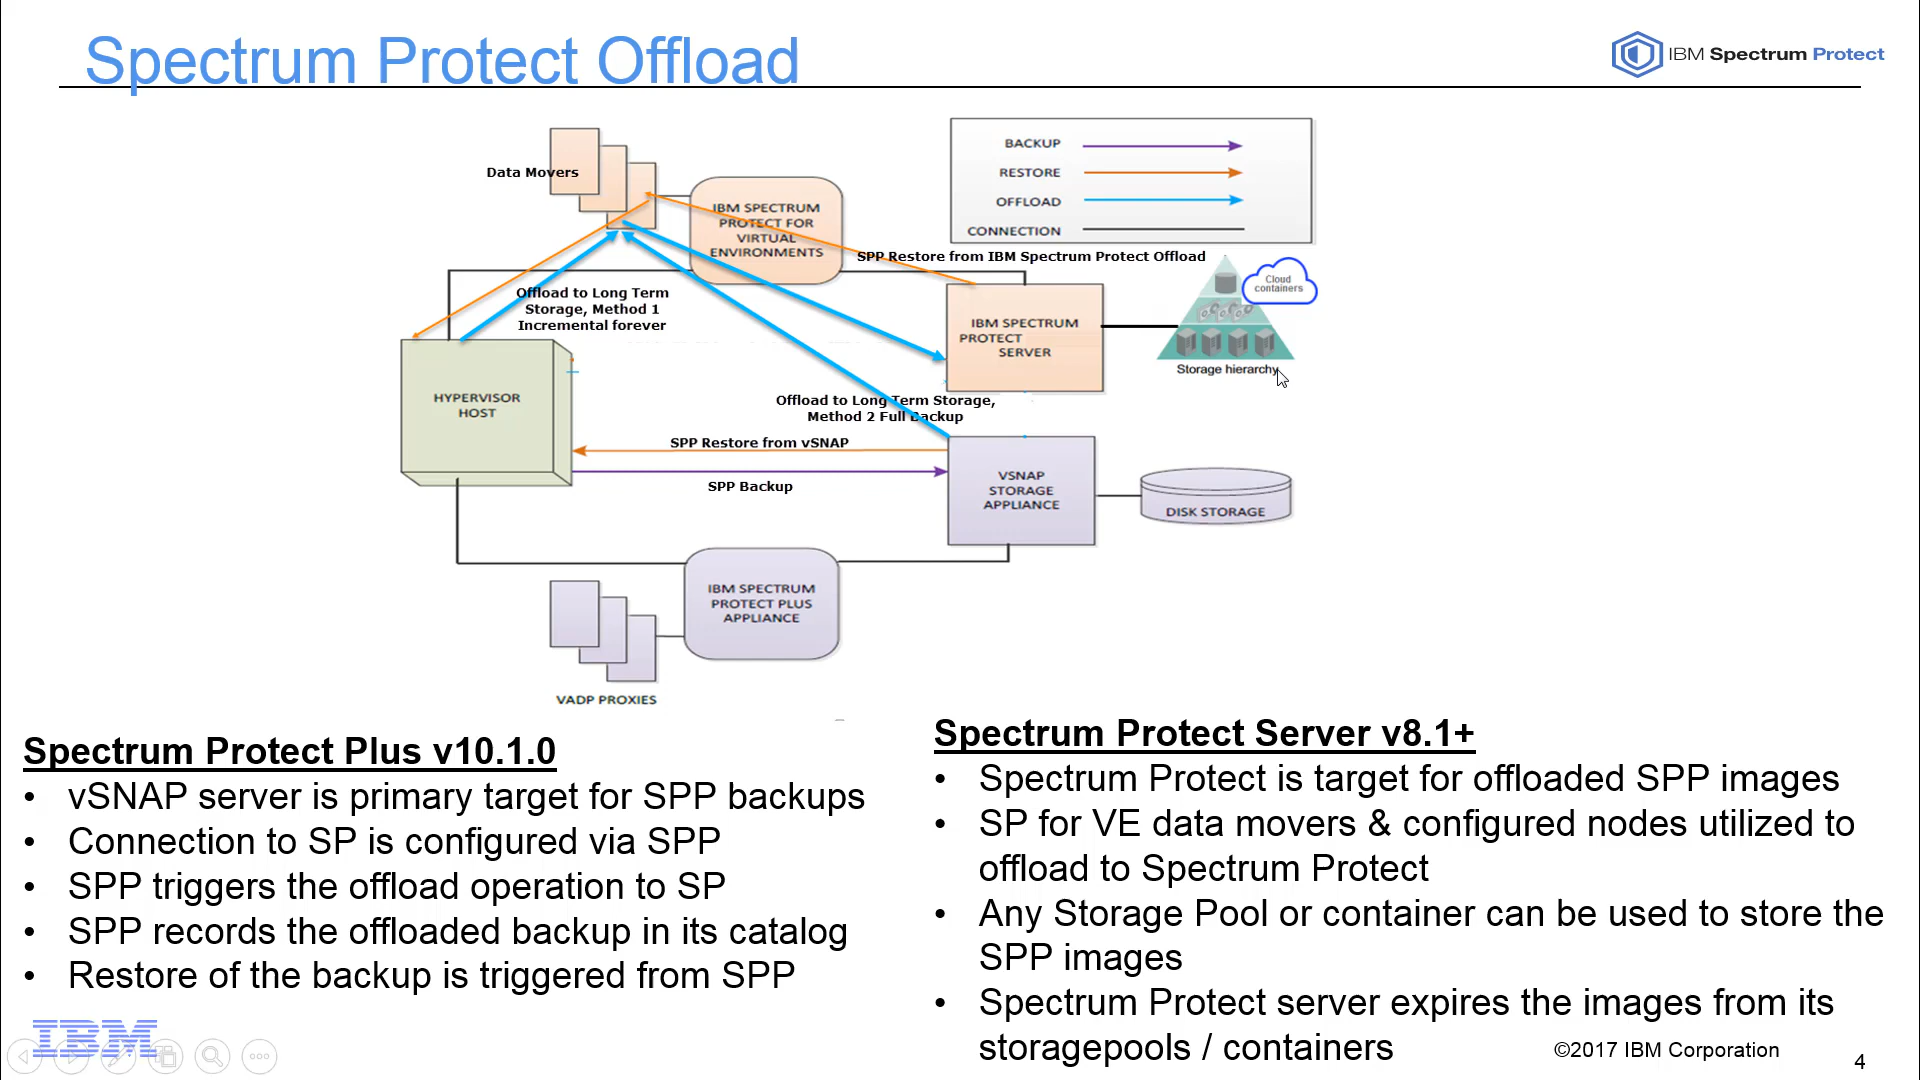 Spectrum Protect Offload
IBM Spectrum Protect
Data Movers
IBM SPECTRUM
PROTECT FOR
VIRTUAL
ENVIRONMENTS
BACKUP
RESTORE
OFFLOAD
CONNECTION
SPP Restore from IBM Spectrum Protect Offload
Cloud
containers
Offload to Long Term
Storage, Method 1
Incremental forever
IBM SPECTRUM
PROTECT
SERVER
Storage hierarchy
HYPERVISOR
HOST
Offload to Long Term Storage,
Method 2 Full Backup
SPP Restore from vSNAP
SPP Backup
VSNAP
STORAGE
APPLIANCE
DISK STORAGE
IBM SPECTRUM
PROTECT PLUS
APPLIANCE
VADP PROXIES
Spectrum Protect Plus v10.1.0
• vSNAP server is primary target for SPP backups
• Connection to SP is configured via SPP
• SPP triggers the offload operation to SP
• SPP records the offloaded backup in its catalog
• Restore of the backup is triggered from SPP
Spectrum Protect Server v8.1+
• Spectrum Protect is target for offloaded SPP images
• SP for VE data movers & configured nodes utilized to
offload to Spectrum Protect
• Any Storage Pool or container can be used to store the
SPP images
• Spectrum Protect server expires the images from its
storagepools / containers
IBM
©2017 IBM Corporation
4